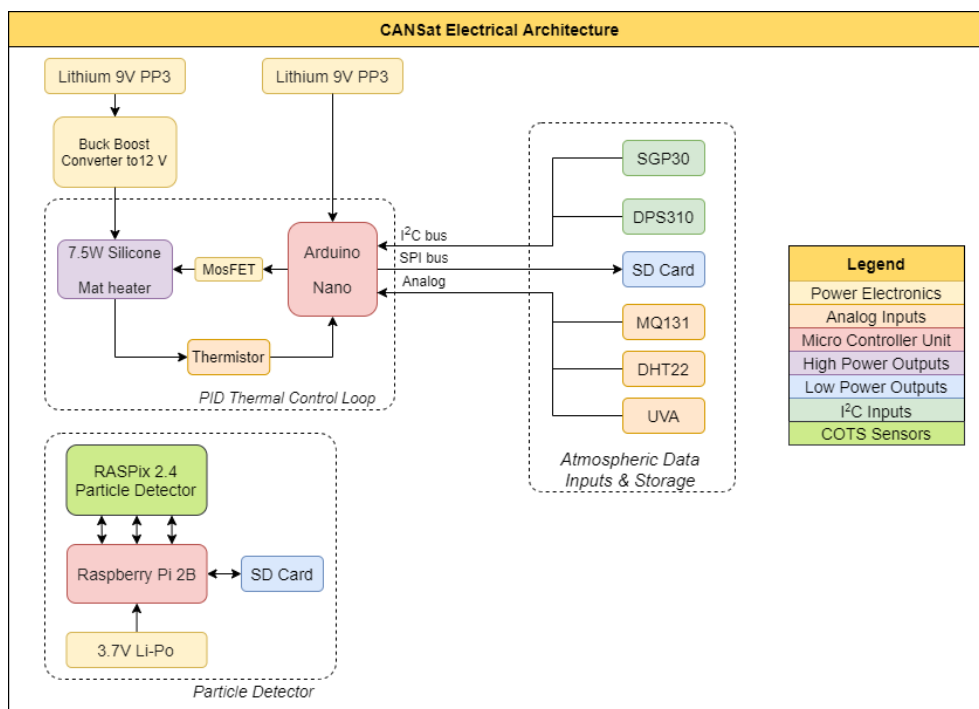 CANSat Electrical Architecture
Lithium 9V PP3
Lithium 9V PP3
Buck Boost
Converter to12 V
7.5W Silicone
Mat heater
MosFET
Arduino
Nano
Thermistor
PID Thermal Control Loop
I²C bus
SPI bus
Analog
SGP30
DPS310
SD Card
MQ131
DHT22
UVA
Atmospheric Data
Inputs & Storage
Legend
Power Electronics
Analog Inputs
Micro Controller Unit
High Power Outputs
Low Power Outputs
I²C Inputs
COTS Sensors
RASPix 2.4
Particle Detector
Raspberry Pi 2B
SD Card
3.7V Li-Po
Particle Detector